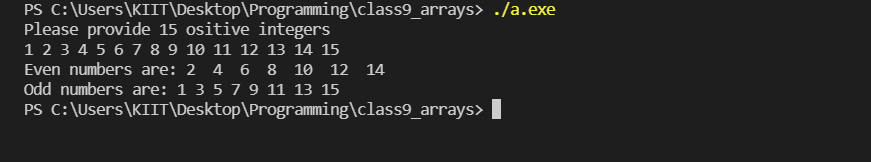 PS C:\Users\KIIT\Desktop\Programming\class9_arrays> ./a.exe
Please provide 15 ositive integers
1 2 3 4 5 6 7 8 9 10 11 12 13 14 15
Even numbers are: 2  4  6  8  10  12  14
Odd numbers are: 1 3 5 7 9 11 13 15
PS C:\Users\KIIT\Desktop\Programming\class9_arrays>